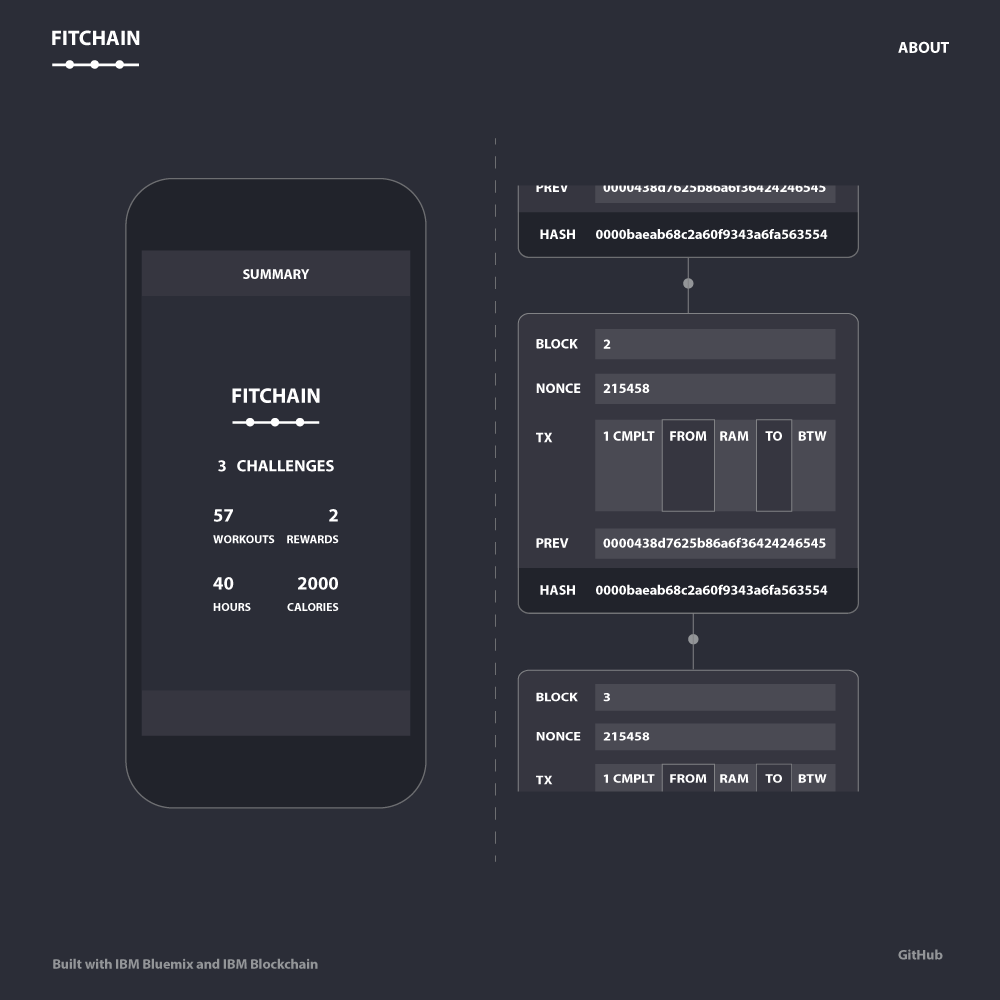 FITCHAIN
ABOUT
SUMMARY
FITCHAIN
3 CHALLENGES
57 2
WORKOUTS REWARDS
40 2000
HOURS CALORIES
PREV 0000438d7625b86a6f36424246545
HASH 0000baeab68c2a60f9343a6fa563554
BLOCK 2
NONCE 215458
TX 1 CMPLT FROM RAM TO BTW
PREV 0000438d7625b86a6f36424246545
HASH 0000baeab68c2a60f9343a6fa563554
BLOCK 3
NONCE 215458
TX 1 CMPLT FROM RAM TO BTW
Built with IBM Bluemix and IBM Blockchain
GitHub